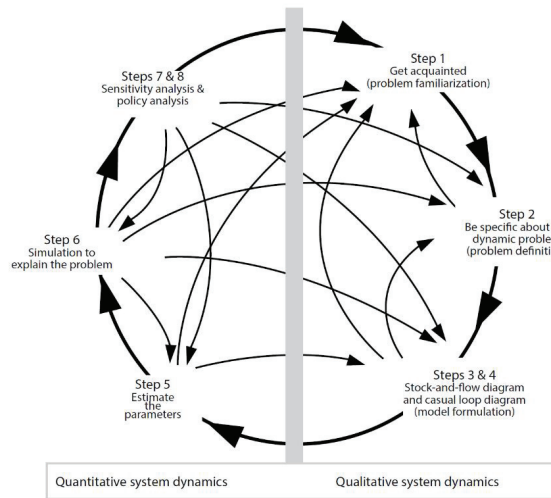 Steps 7 & 8
Sensitivity analysis &
policy analysis
Step 1
Get acquainted
(problem familiarization)
Step 6
Simulation to
explain the problem
Step 2
Be specific about
dynamic proble
(problem definiti
Step 5
Estimate
the
parameters
Steps 3 & 4
Stock-and-flow diagram
and casual loop diagram
(model formulation)
Quantitative system dynamics
Qualitative system dynamics